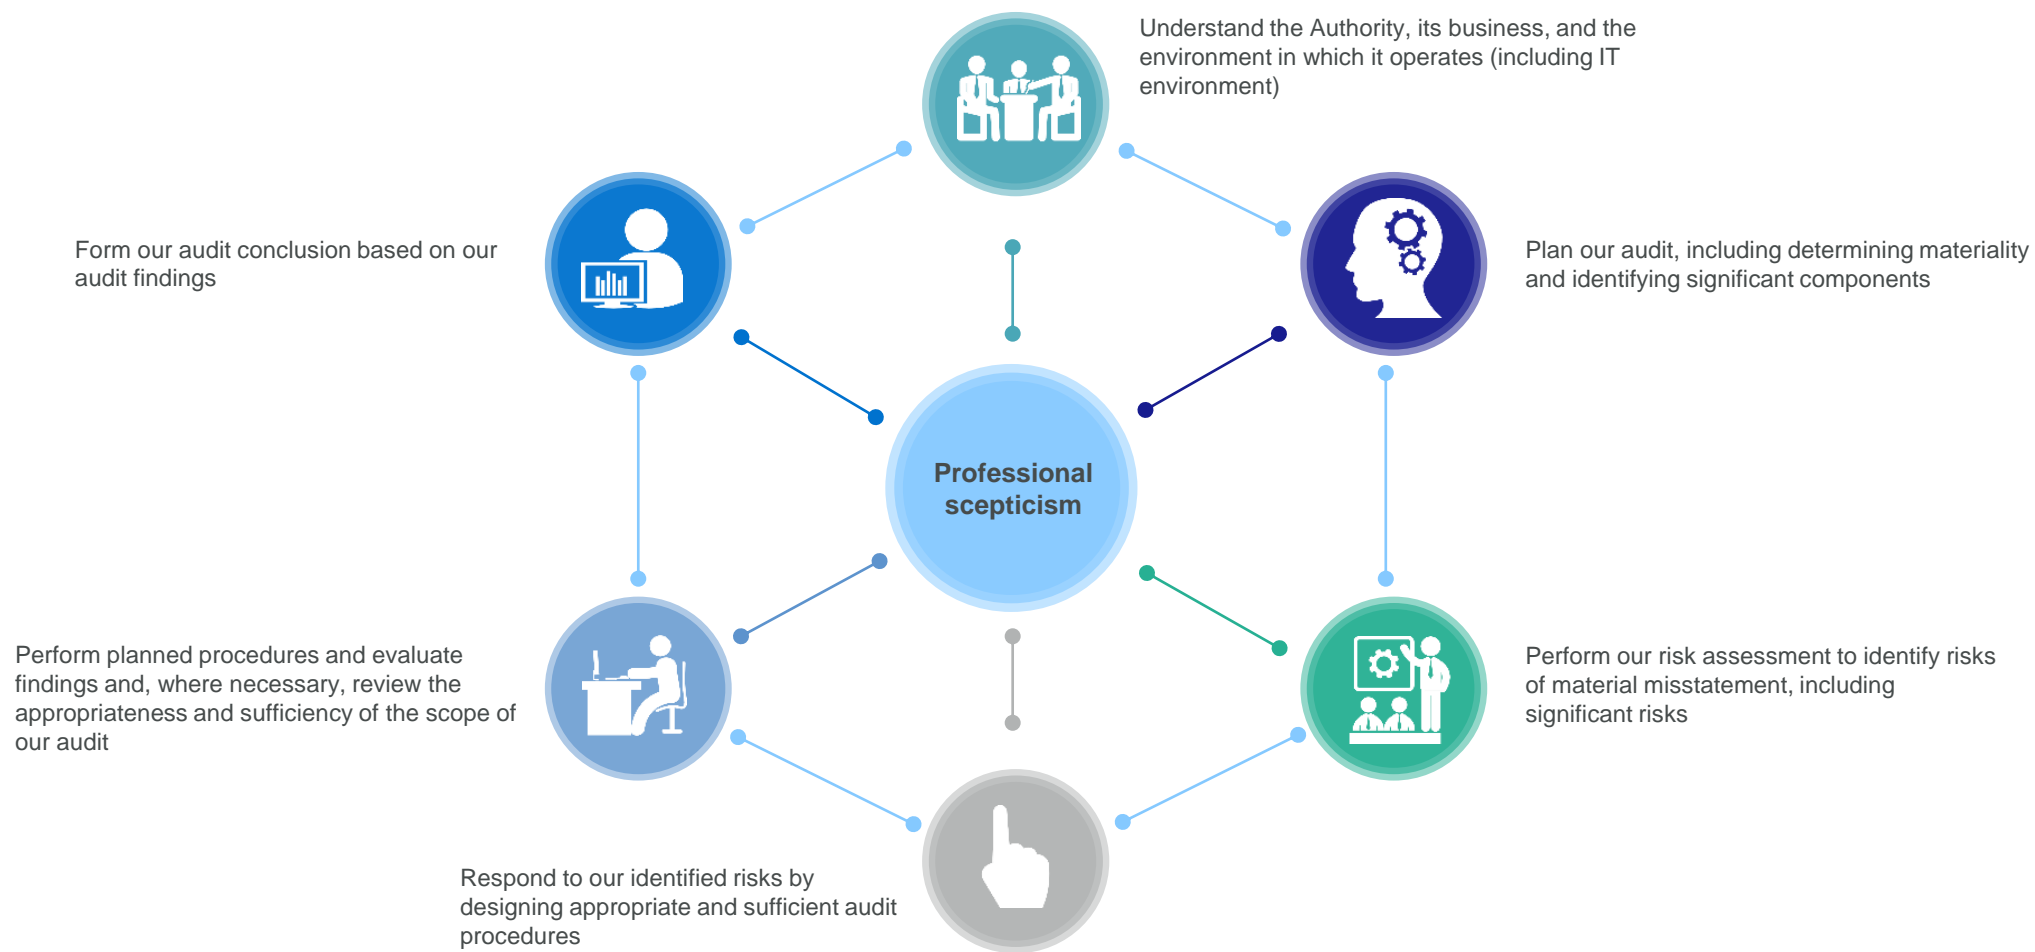 Understand the Authority, its business, and the
environment in which it operates (including IT
environment)
Form our audit conclusion based on our
audit findings
Plan our audit, including determining materiality
and identifying significant components
Professional
scepticism
Perform planned procedures and evaluate
findings and, where necessary, review the
appropriateness and sufficiency of the scope of
our audit
Perform our risk assessment to identify risks
of material misstatement, including
significant risks
Respond to our identified risks by
designing appropriate and sufficient audit
procedures